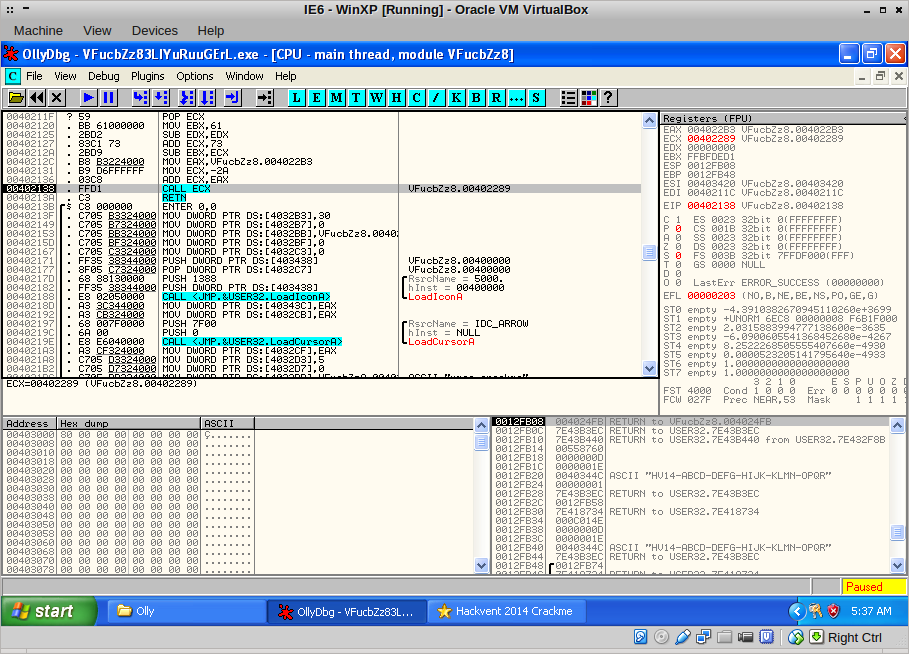 IE6 - WinXP [Running] - Oracle VM VirtualBox
Machine View Devices Help
OllyDbg - VFucbZz83LIYuRuuGErL.exe - [CPU - main thread, module VFucbZz8]
C File View Debug Plugins Options Window Help
L E M T W H C / K B R ... S ?
0040211F ? 59 POP ECX
00402120 . BB 61000000 MOV EBX,61
00402125 . 2BD2 SUB EDX,EDX
00402127 . 83C1 73 ADD ECX,73
0040212A . 2BD9 SUB EBX,ECX
0040212C . B8 B3224000 MOV EAX,VFucbZz8.004022B3
00402131 . B9 D6FFFFFF MOV ECX,-2A
00402136 . 03C8 ADD ECX,EAX
00402138 . FFD1 CALL ECX VFucbZz8.00402289
0040213A . C3 RETN
0040213B . C8 000000 ENTER 0,0
0040213F . C705 B3324000 MOV DWORD PTR DS:[4032B3],30
00402149 . C705 B7324000 MOV DWORD PTR DS:[4032B7],0
00402153 . C705 BB324000 MOV DWORD PTR DS:[4032BB],VFucbZz8.0040
0040215D . C705 BF324000 MOV DWORD PTR DS:[4032BF],0
00402167 . C705 C3324000 MOV DWORD PTR DS:[4032C3],0
00402171 . FF35 38344000 PUSH DWORD PTR DS:[403438] VFucbZz8.00400000
00402177 . 8F05 C7324000 POP DWORD PTR DS:[4032C7] VFucbZz8.00400000
0040217D . 68 88130000 PUSH 1388 RsrcName = 5000.
00402182 . FF35 38344000 PUSH DWORD PTR DS:[403438] hInst = 00400000
00402188 . E8 02050000 CALL <JMP.&USER32.LoadIconA> LoadIconA
0040218D . A3 3C344000 MOV DWORD PTR DS:[40343C],EAX
00402192 . A3 CB324000 MOV DWORD PTR DS:[4032CB],EAX
00402197 . 68 007F0000 PUSH 7F00 RsrcName = IDC_ARROW
0040219C . 6A 00 PUSH 0 hInst = NULL
0040219E . E8 E6040000 CALL <JMP.&USER32.LoadCursorA> LoadCursorA
004021A3 . A3 CF324000 MOV DWORD PTR DS:[4032CF],EAX
004021A8 . C705 D3324000 MOV DWORD PTR DS:[4032D3],5
ECX=00402289 (VFucbZz8.00402289)
Registers (FPU)
EAX 004022B3 VFucbZz8.004022B3
ECX 00402289 VFucbZz8.00402289
EDX 00000000
EBX FFBFDED1
ESP 0012FB08
EBP 0012FB48
ESI 00403420 VFucbZz8.00403420
EDI 0040211C VFucbZz8.0040211C
EIP 00402138 VFucbZz8.00402138
C 1 ES 0023 32bit 0(FFFFFFFF)
P 0 CS 001B 32bit 0(FFFFFFFF)
A 0 SS 0023 32bit 0(FFFFFFFF)
Z 0 DS 0023 32bit 0(FFFFFFFF)
S 0 FS 003B 32bit 7FFDF000(FFF)
T 0 GS 0000 NULL
D 0
O 0 LastErr ERROR_SUCCESS (00000000)
EFL 00000203 (NO,B,NE,BE,NS,PO,GE,G)
ST0 empty -4.3910382670945110260e+3699
ST1 empty +UNORM 6EC8 00000008 F6B1F000
ST2 empty 2.0315883994777138600e-3635
ST3 empty -6.0900605541368452680e-4267
ST4 empty 8.2522268505555407660e-4930
ST5 empty 0.0000523205141795640e-4933
ST6 empty 1.0000000000000000000
ST7 empty 1.0000000000000000000
3 2 1 0 E S P U O Z D
FST 4000 Cond 1 0 0 0 Err 0 0 0 0 0 0 0
FCW 027F Prec NEAR,53 Mask 1 1 1 1 1
Address Hex dump ASCII
00403000 80 00 00 00 00 00 00 00 Ç.......
00403008 00 00 00 00 00 00 00 00 ........
00403010 00 00 00 00 00 00 00 00 ........
00403018 00 00 00 00 00 00 00 00 ........
00403020 00 00 00 00 00 00 00 00 ........
00403028 00 00 00 00 00 00 00 00 ........
00403030 00 00 00 00 00 00 00 00 ........
00403038 00 00 00 00 00 00 00 00 ........
00403040 00 00 00 00 00 00 00 00 ........
00403048 00 00 00 00 00 00 00 00 ........
00403050 00 00 00 00 00 00 00 00 ........
00403058 00 00 00 00 00 00 00 00 ........
00403060 00 00 00 00 00 00 00 00 ........
00403068 00 00 00 00 00 00 00 00 ........
00403070 00 00 00 00 00 00 00 00 ........
00403078 00 00 00 00 00 00 00 00 ........
0012FB08 004024FB RETURN to VFucbZz8.004024FB
0012FB0C 7E43B3EC RETURN to USER32.7E43B3EC
0012FB10 7E43B440 RETURN to USER32.7E43B440 from USER32.7E432F8B
0012FB14 00558760
0012FB18 0000000D
0012FB1C 0000001E
0012FB20 0040344C ASCII "HV14-ABCD-DEFG-HIJK-KLMN-OPQR"
0012FB24 00000001
0012FB28 7E43B3EC RETURN to USER32.7E43B3EC
0012FB2C 0012FB58
0012FB30 7E418734 RETURN to USER32.7E418734
0012FB34 000C014E
0012FB38 0000000D
0012FB3C 0000001E
0012FB40 0040344C ASCII "HV14-ABCD-DEFG-HIJK-KLMN-OPQR"
0012FB44 7E43B3EC RETURN to USER32.7E43B3EC
0012FB48 0012FB74
Paused
start Olly OllyDbg - VFucbZz83L... Hackvent 2014 Crackme 5:37 AM
Right Ctrl